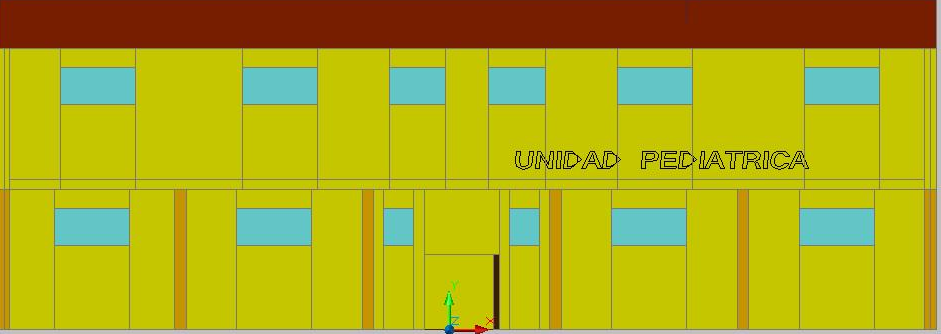 UNIDAD PEDIATRICA
Y
Z X